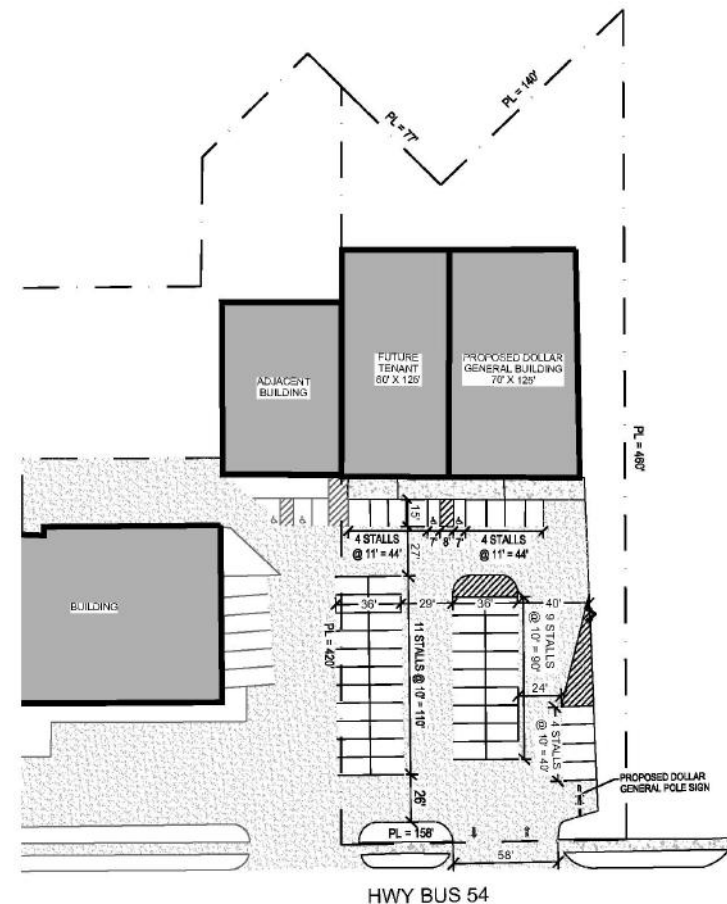 PL = 140'
PL = 77'
FUTURE
TENANT
60' X 125'
PROPOSED DOLLAR
GENERAL BUILDING
70' X 125'
ADJACENT
BUILDING
PL = 460'
15'
4 STALLS
@ 11' = 44'
7'
8'
7'
4 STALLS
@ 11' = 44'
27'
BUILDING
36'
29'
36'
40'
PL = 420'
11 STALLS @ 10' = 110'
9 STALLS
@ 10' = 90'
24'
4 STALLS
@ 10' = 40'
PROPOSED DOLLAR
GENERAL POLE SIGN
26'
PL = 158'
58'
HWY BUS 54